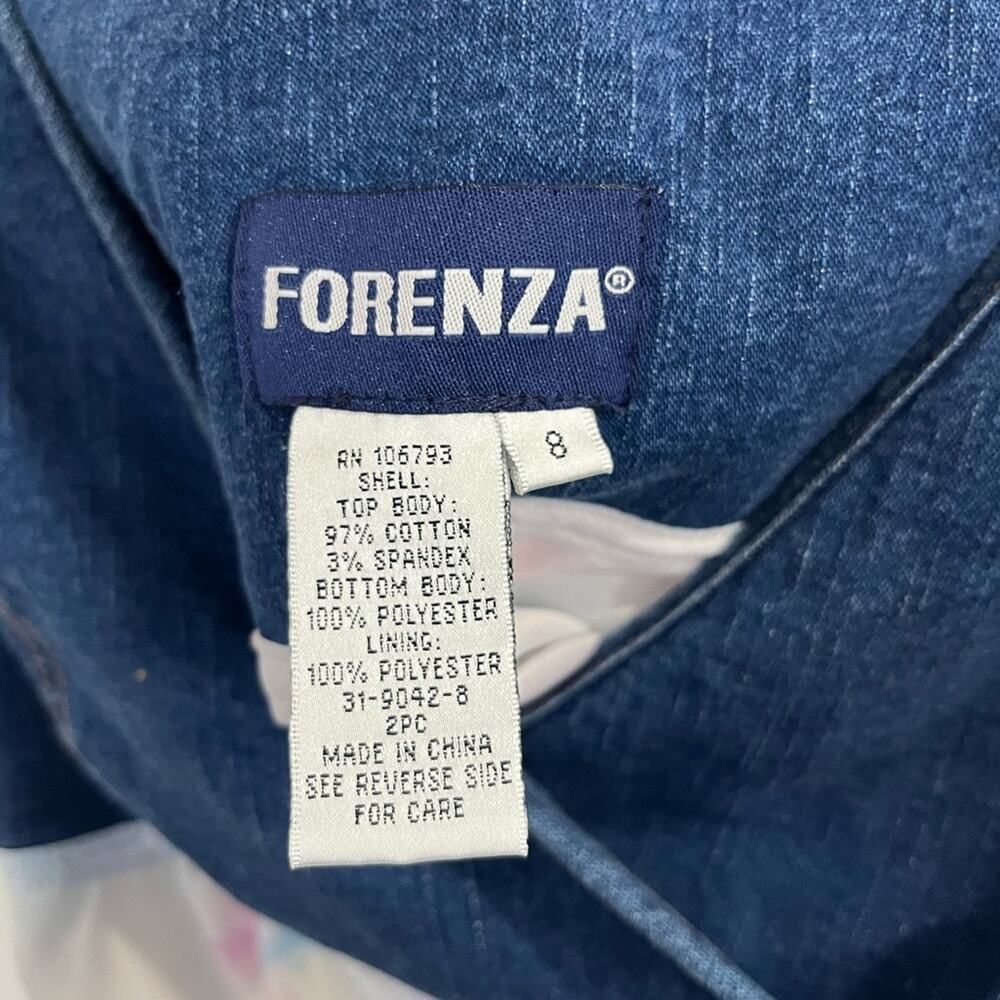 FORENZA®
8
RN 106793
SHELL:
TOP BODY:
97% COTTON
3% SPANDEX
BOTTOM BODY:
100% POLYESTER
LINING:
100% POLYESTER
31-9042-8
2PC
MADE IN CHINA
SEE REVERSE SIDE
FOR CARE